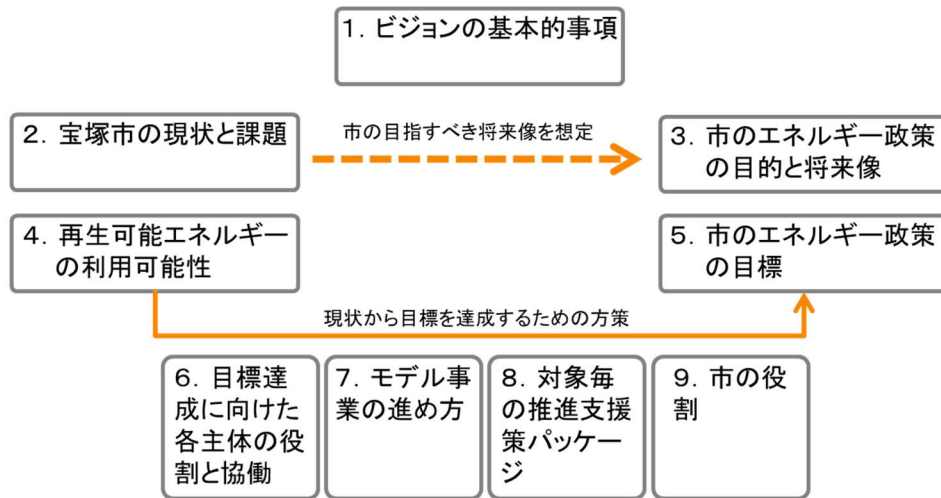 1. ビジョンの基本的事項
2. 宝塚市の現状と課題
市の目指すべき将来像を想定
3. 市のエネルギー政策
の目的と将来像
4. 再生可能エネルギー
の利用可能性
5. 市のエネルギー政策
の目標
現状から目標を達成するための方策
6. 目標達
成に向けた
各主体の役
割と協働
7. モデル事
業の進め方
8. 対象毎
の推進支援
策パッケー
ジ
9. 市の役
割